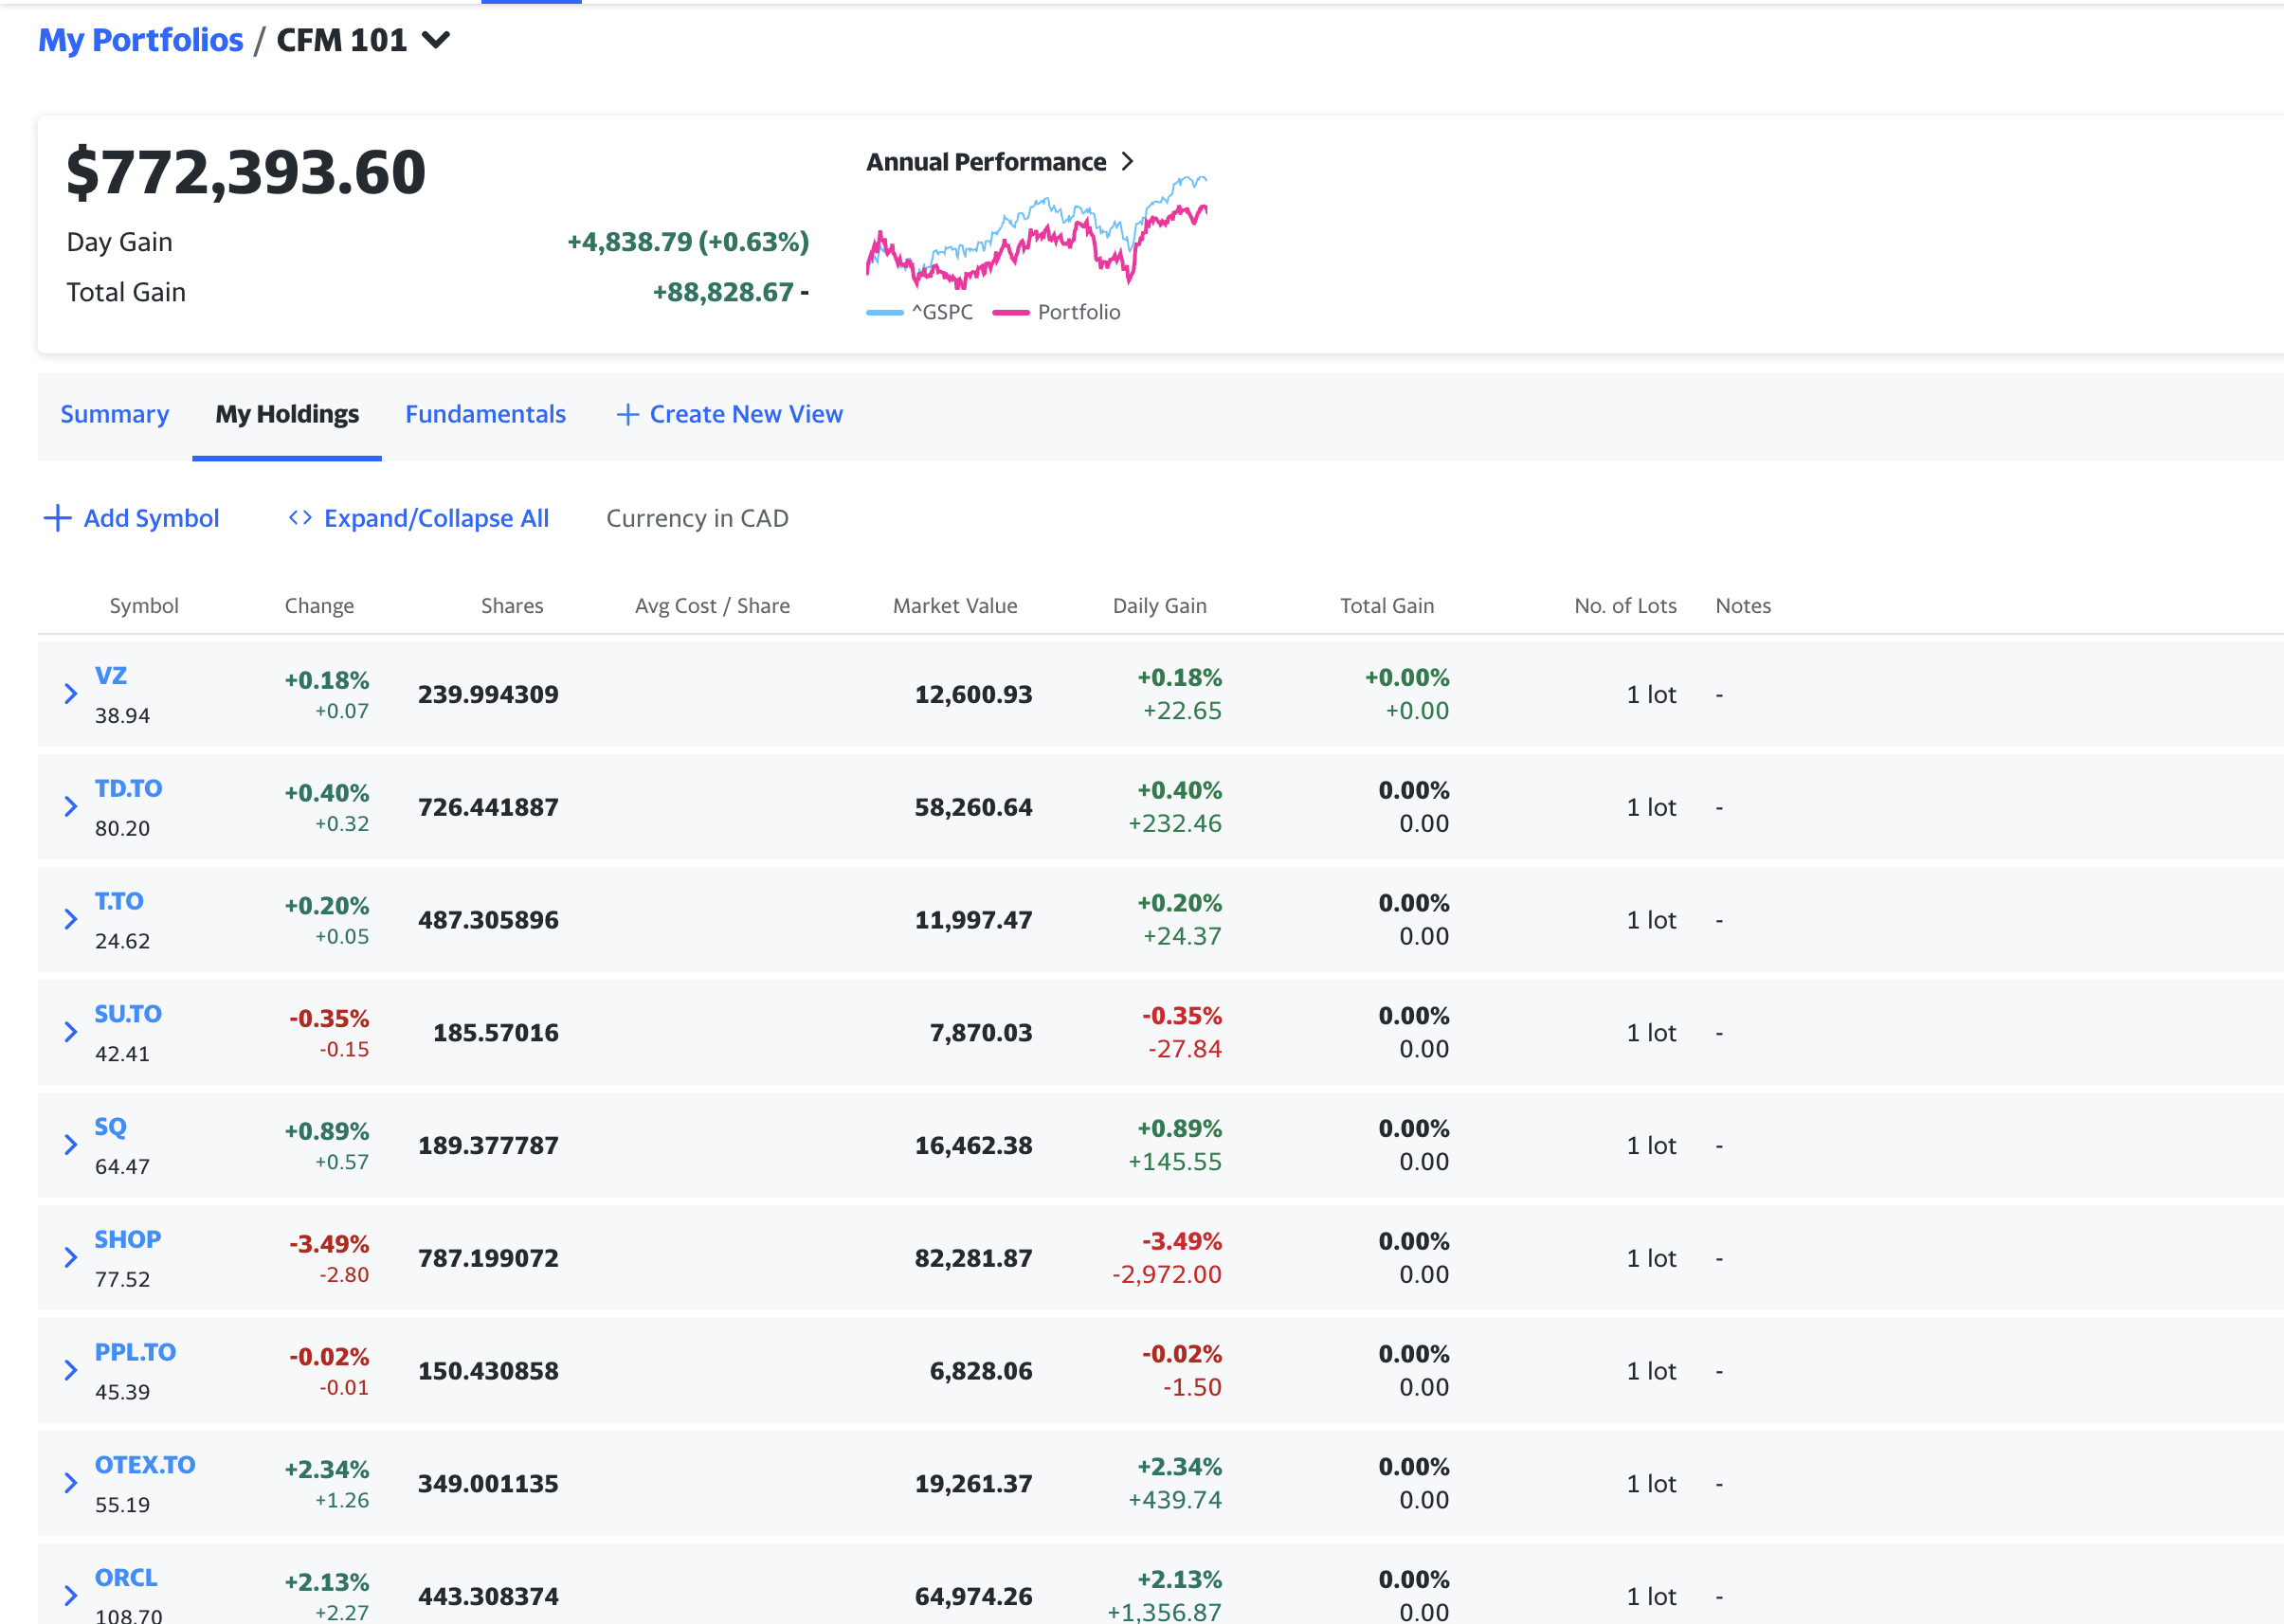 My Portfolios / CFM 101
$772,393.60
Day Gain +4,838.79 (+0.63%)
Total Gain +88,828.67 -
Annual Performance
^GSPC Portfolio
Summary My Holdings Fundamentals + Create New View
+ Add Symbol <> Expand/Collapse All Currency in CAD
Symbol Change Shares Avg Cost / Share Market Value Daily Gain Total Gain No. of Lots Notes
VZ +0.18% 239.994309 12,600.93 +0.18% +0.00% 1 lot -
38.94 +0.07 +22.65 +0.00
TD.TO +0.40% 726.441887 58,260.64 +0.40% 0.00% 1 lot -
80.20 +0.32 +232.46 0.00
T.TO +0.20% 487.305896 11,997.47 +0.20% 0.00% 1 lot -
24.62 +0.05 +24.37 0.00
SU.TO -0.35% 185.57016 7,870.03 -0.35% 0.00% 1 lot -
42.41 -0.15 -27.84 0.00
SQ +0.89% 189.377787 16,462.38 +0.89% 0.00% 1 lot -
64.47 +0.57 +145.55 0.00
SHOP -3.49% 787.199072 82,281.87 -3.49% 0.00% 1 lot -
77.52 -2.80 -2,972.00 0.00
PPL.TO -0.02% 150.430858 6,828.06 -0.02% 0.00% 1 lot -
45.39 -0.01 -1.50 0.00
OTEX.TO +2.34% 349.001135 19,261.37 +2.34% 0.00% 1 lot -
55.19 +1.26 +439.74 0.00
ORCL +2.13% 443.308374 64,974.26 +2.13% 0.00% 1 lot -
108.70 +2.27 +1,356.87 0.00